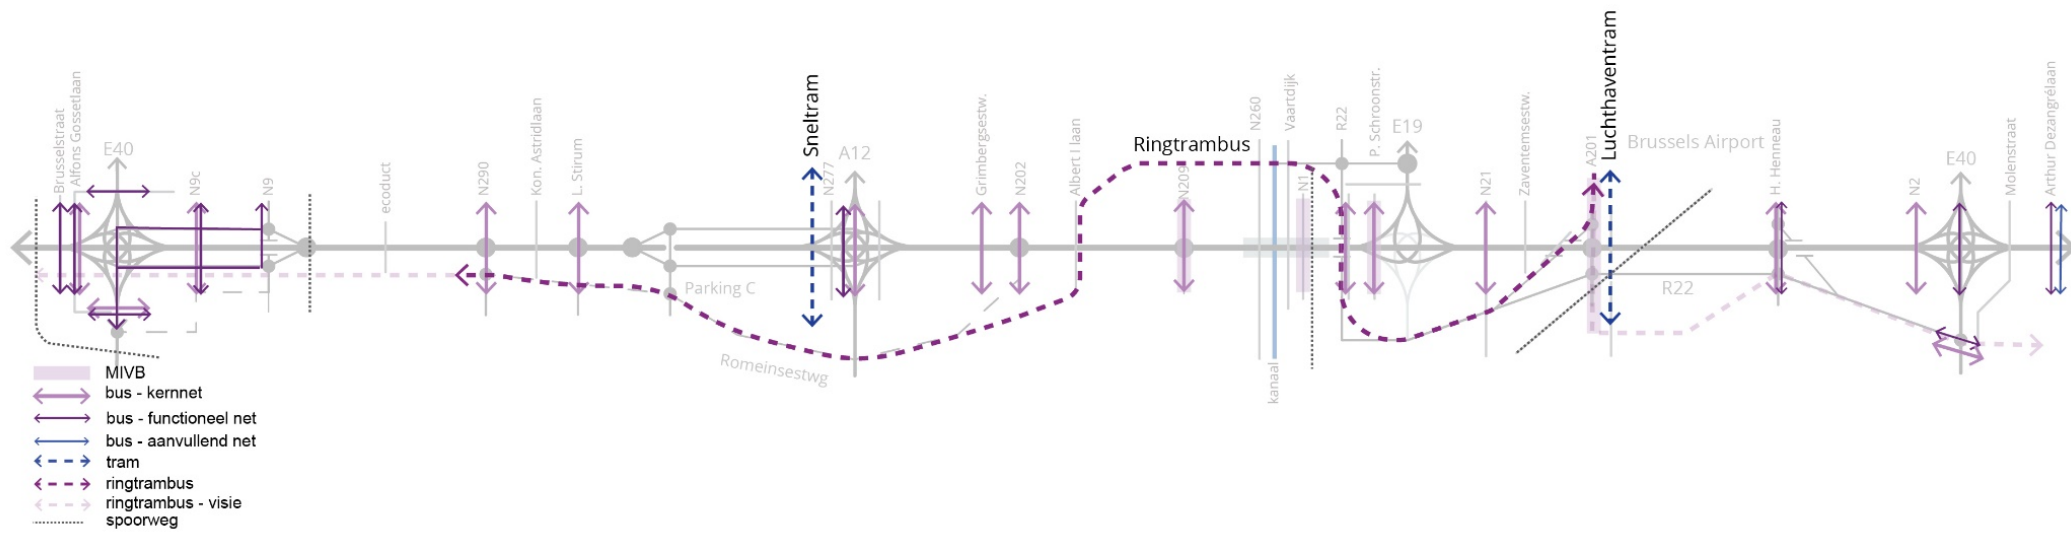 Brusselstraat
Alfons Gossetlaan
E40
N9c
N9
ecoduct
N290
Kon. Astridlaan
L. Stirum
Parking C
Romeinsestwg
Sneltram
N277
A12
Grimbergsestw.
N202
Albert I laan
Ringtrambus
N209
N260
kanaal
Vaartdijk
N1
R22
P. Schroonstr.
E19
N21
Zaventemsestw.
A201
Luchthaventram
Brussels Airport
R22
H. Henneau
N2
E40
Molenstraat
Arthur Dezangrélaan
MIVB
bus - kernnet
bus - functioneel net
bus - aanvullend net
tram
ringtrambus
ringtrambus - visie
spoorweg